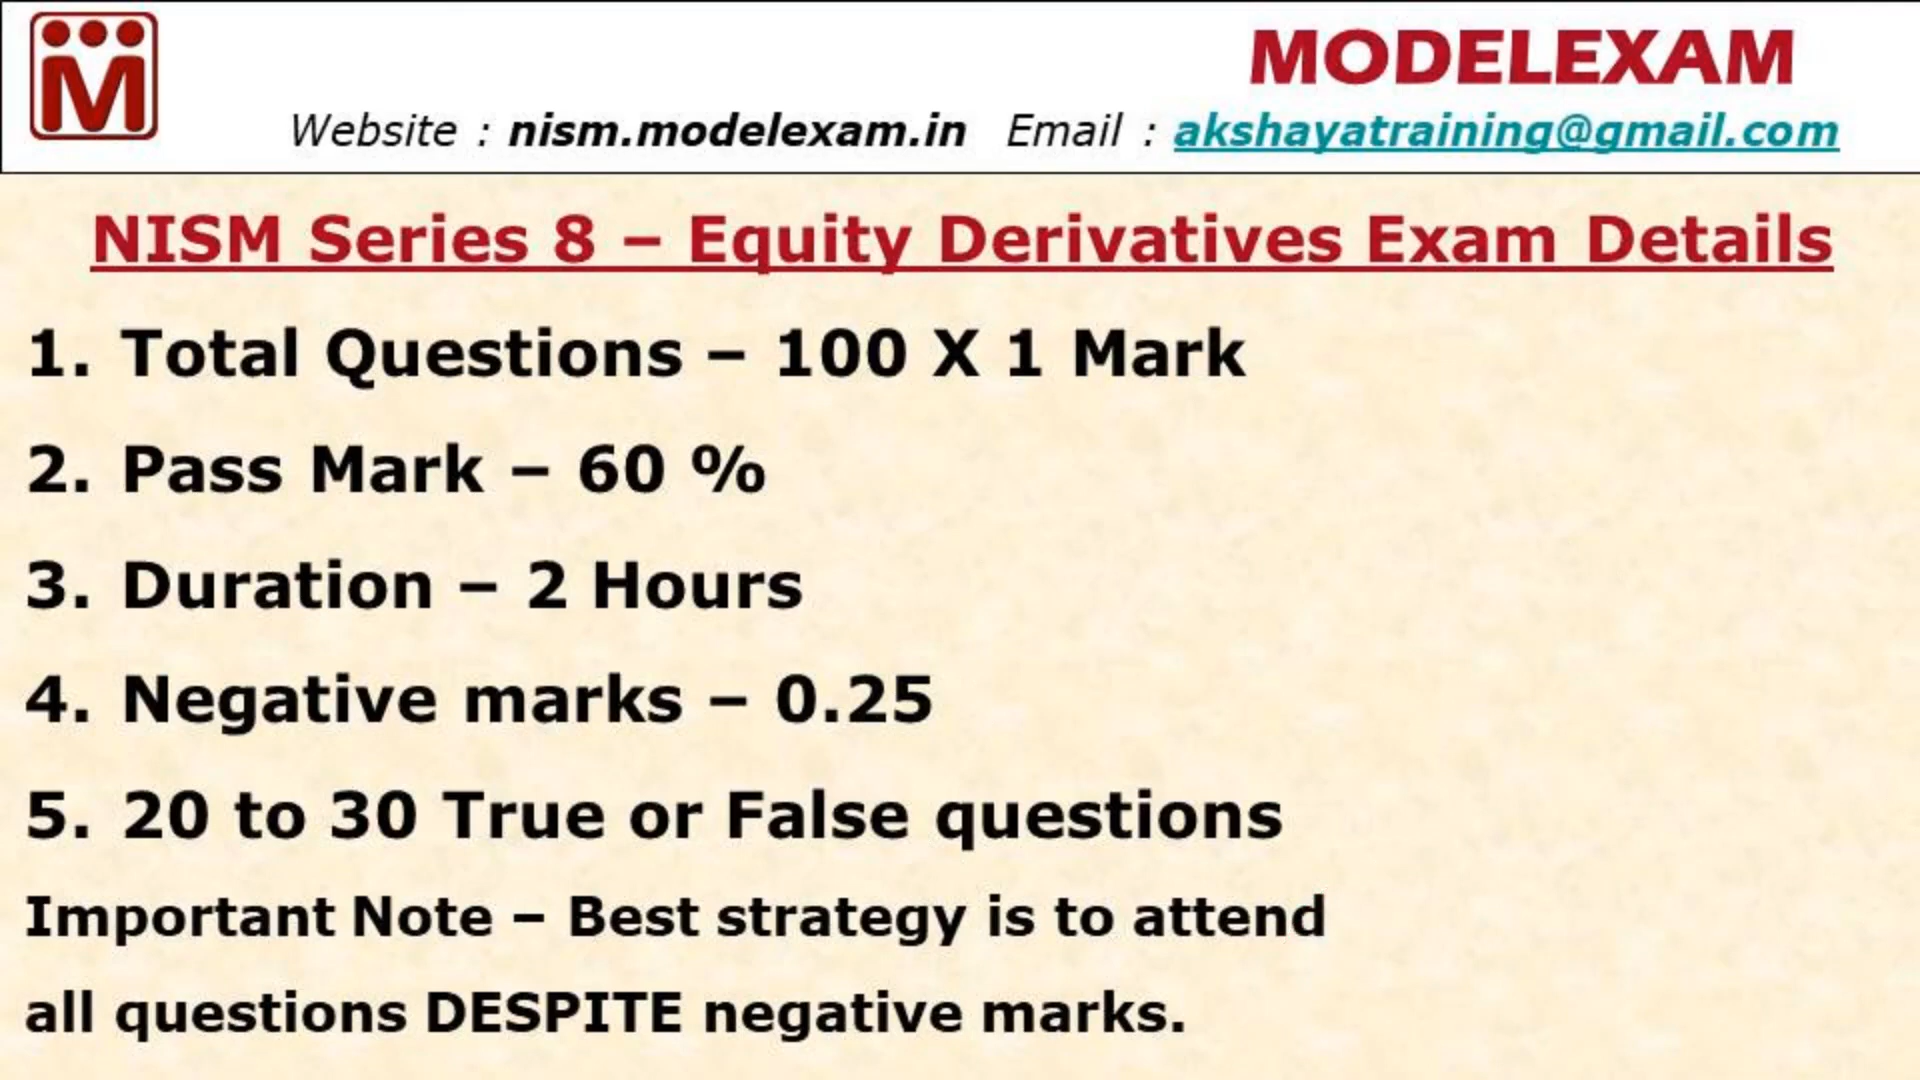 M
MODELEXAM
Website : nism.modelexam.in Email : akshayatraining@gmail.com
NISM Series 8 – Equity Derivatives Exam Details
1. Total Questions – 100 X 1 Mark
2. Pass Mark – 60 %
3. Duration – 2 Hours
4. Negative marks – 0.25
5. 20 to 30 True or False questions
Important Note – Best strategy is to attend
all questions DESPITE negative marks.